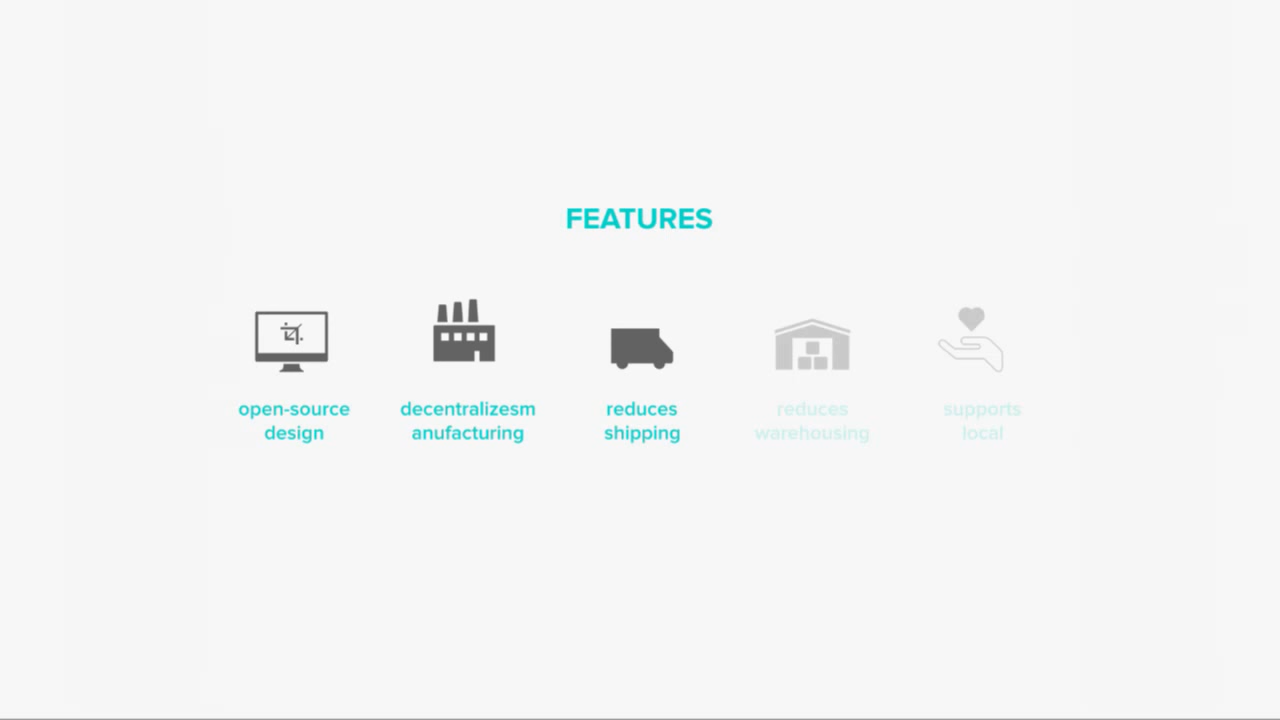 FEATURES
open-source
design
decentralizesm
anufacturing
reduces
shipping
reduces
warehousing
supports
local